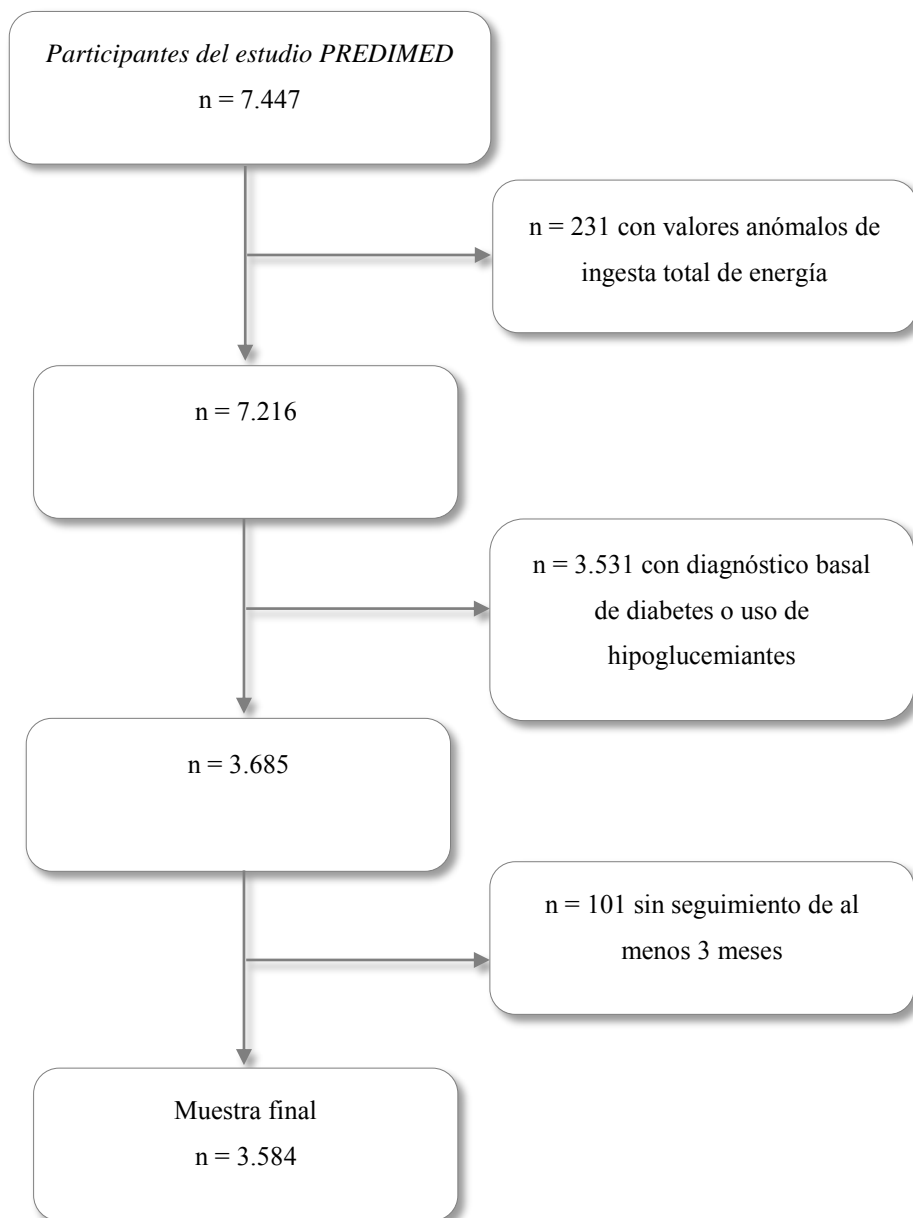 Participantes del estudio PREDIMED
n = 7.447
n = 231 con valores anómalos de
ingesta total de energía
n = 7.216
n = 3.531 con diagnóstico basal
de diabetes o uso de
hipoglucemiantes
n = 3.685
n = 101 sin seguimiento de al
menos 3 meses
Muestra final
n = 3.584